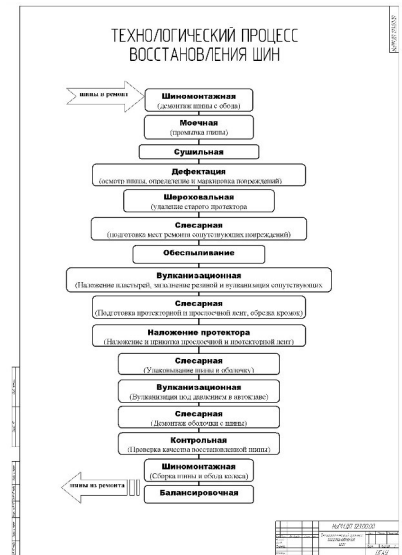 ТЕХНОЛОГИЧЕСКИЙ ПРОЦЕСС
ВОССТАНОВЛЕНИЯ ШИН
шины в ремонт
Шиномонтажная
(демонтаж шины с обода)
Моечная
(промывка шины)
Сушильная
Дефектация
(осмотр шины, определение и маркировка повреждений)
Шероховальная
(удаление старого протектора
Слесарная
(подготовка мест ремонта сопутствующих повреждений)
Обеспыливание
Вулканизационная
(Наложение пластырей, заполнение резиной и вулканизация сопутствующих
Слесарная
(Подготовка протекторной и прослоечной лент, обрезка кромок)
Наложение протектора
(Наложение и прикатка прослоечной и протекторной лент)
Слесарная
(Упаковывание шины в оболочку)
Вулканизационная
(Вулканизация под давлением в автоклаве)
Слесарная
(Демонтаж оболочки с шины)
Контрольная
(Проверка качества восстановленной шины)
Шиномонтажная
(Сборка шины и обода колеса)
шины из ремонта
Балансировочная